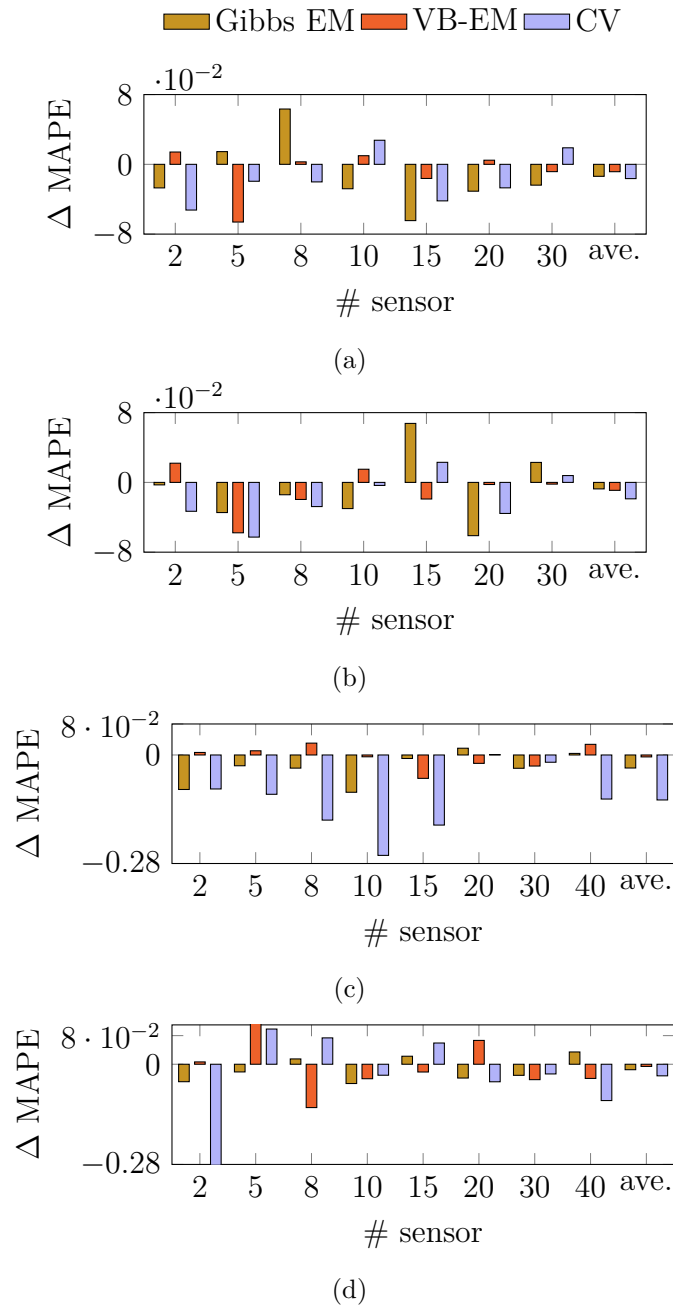 Gibbs EM VB-EM CV
·10⁻²
8
0
−8
Δ MAPE
2 5 8 10 15 20 30 ave.
# sensor
(a)
·10⁻²
8
0
−8
Δ MAPE
2 5 8 10 15 20 30 ave.
# sensor
(b)
8 · 10⁻²
0
−0.28
Δ MAPE
2 5 8 10 15 20 30 40 ave.
# sensor
(c)
8 · 10⁻²
0
−0.28
Δ MAPE
2 5 8 10 15 20 30 40 ave.
# sensor
(d)